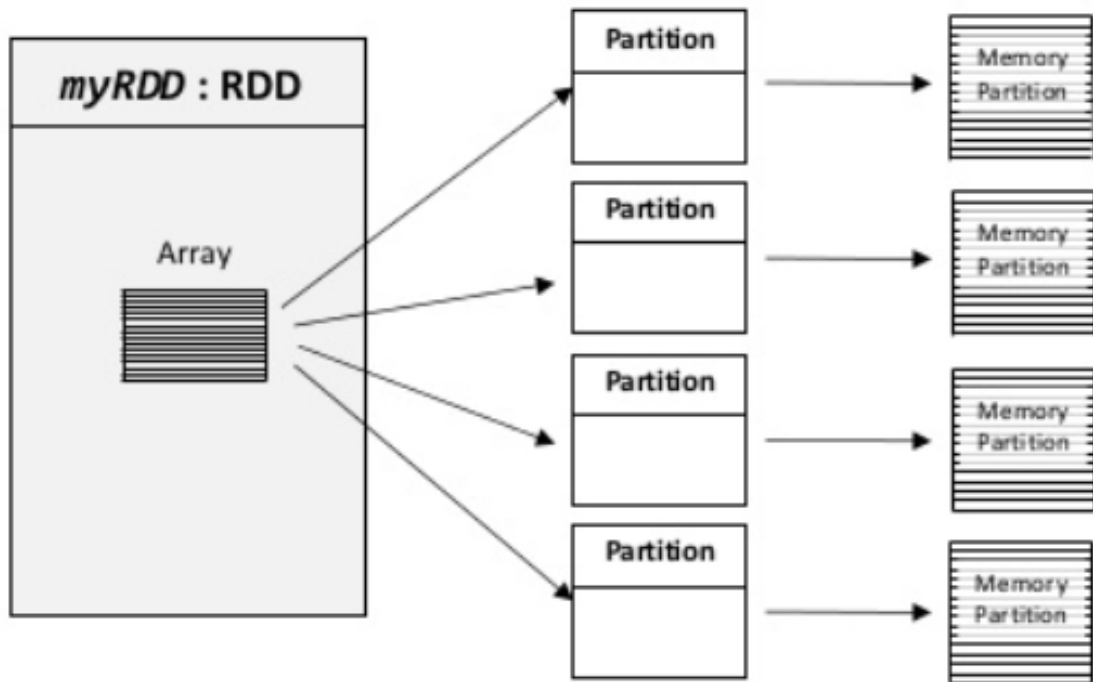 myRDD : RDD
Array
Partition
Memory
Partition
Partition
Memory
Partition
Partition
Memory
Partition
Partition
Memory
Partition